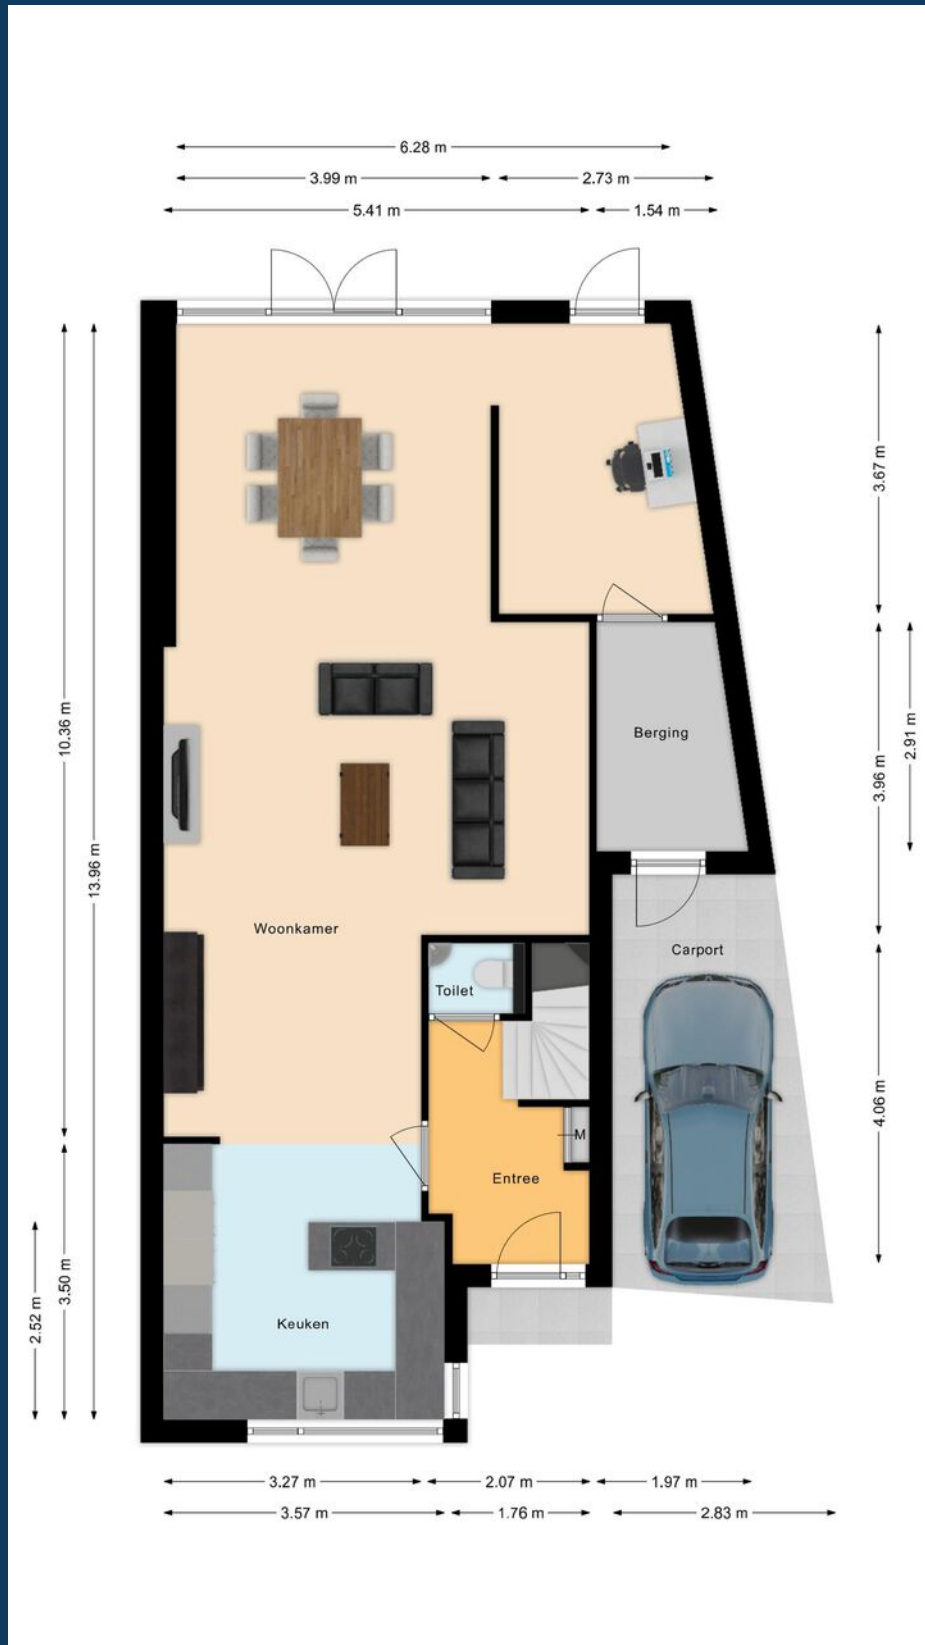 6.28 m
3.99 m
2.73 m
5.41 m
1.54 m
3.67 m
10.36 m
2.91 m
Berging
3.96 m
13.96 m
Woonkamer
Carport
Toilet
4.06 m
M
Entree
3.50 m
2.52 m
Keuken
3.27 m
2.07 m
1.97 m
3.57 m
1.76 m
2.83 m